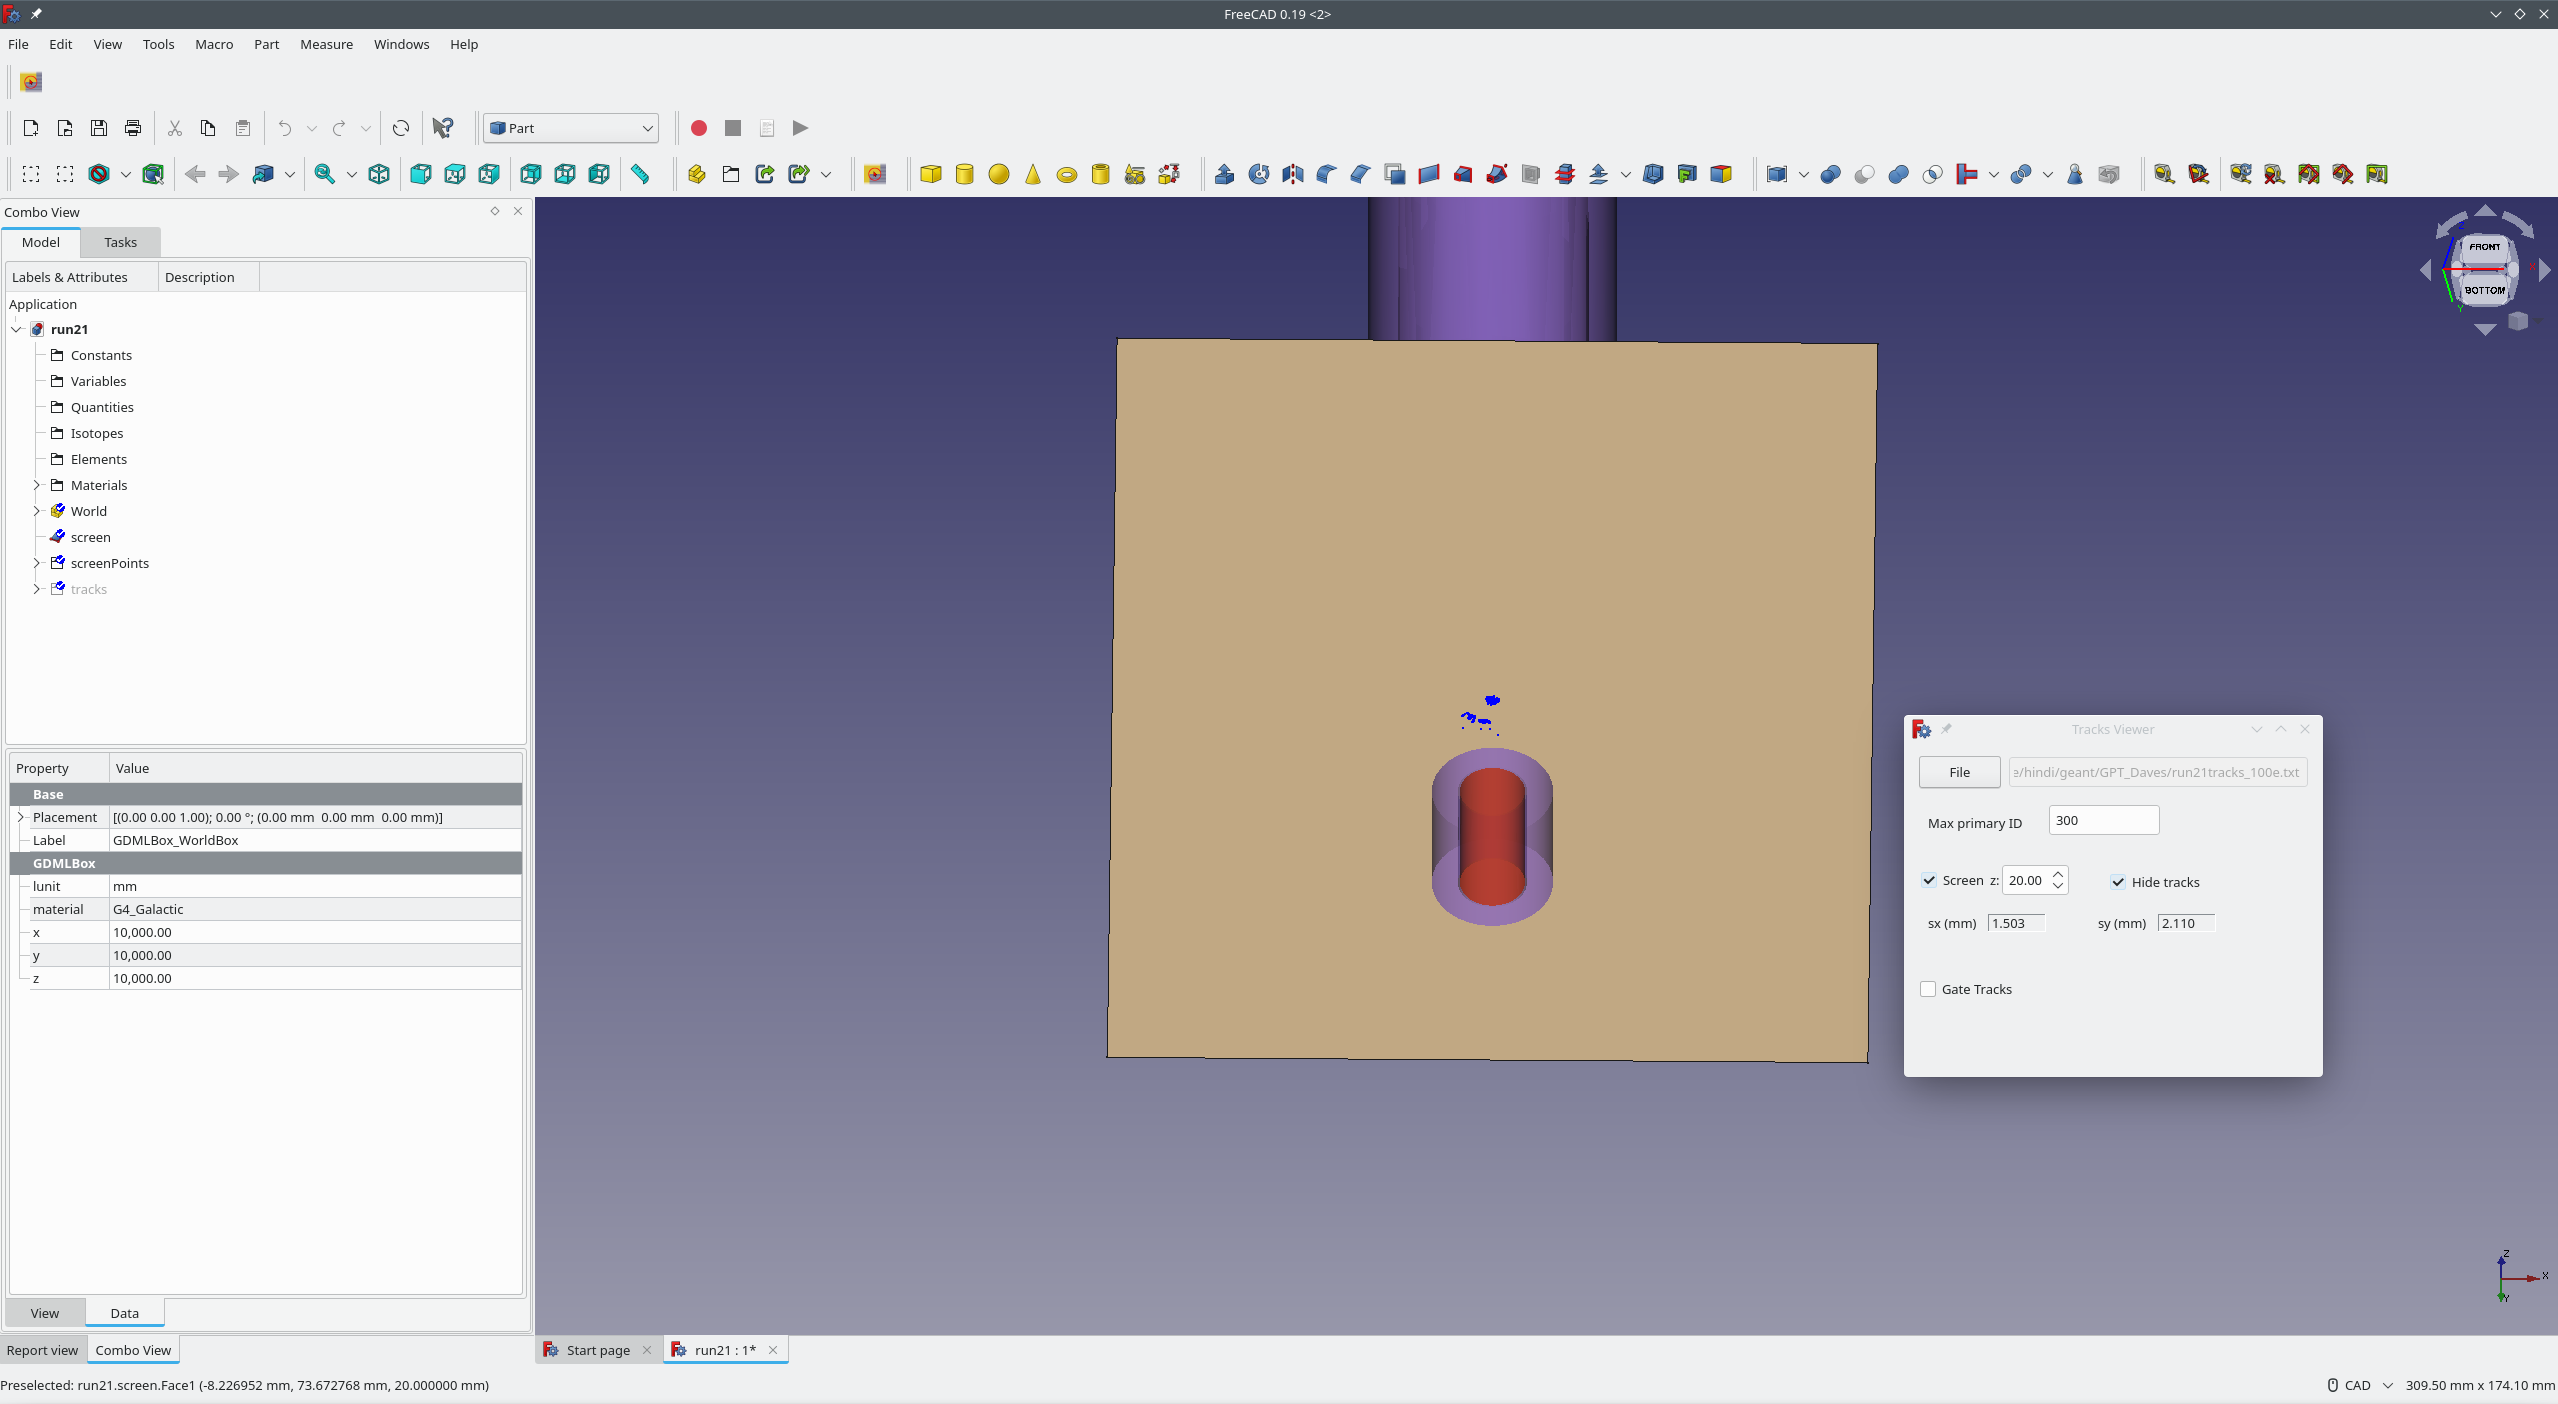 FreeCAD 0.19 <2>
File Edit View Tools Macro Part Measure Windows Help
Part
Combo View
Model Tasks
Labels & Attributes Description
Application
run21
Constants
Variables
Quantities
Isotopes
Elements
Materials
World
screen
screenPoints
tracks
Property Value
Base
Placement [(0.00 0.00 1.00); 0.00 °; (0.00 mm 0.00 mm 0.00 mm)]
Label GDMLBox_WorldBox
GDMLBox
lunit mm
material G4_Galactic
x 10,000.00
y 10,000.00
z 10,000.00
View Data
Report view Combo View
FRONT
BOTTOM
Z
X
Y
Tracks Viewer
File e/hindi/geant/GPT_Daves/run21tracks_100e.txt
Max primary ID 300
Screen z: 20.00 Hide tracks
sx (mm) 1.503 sy (mm) 2.110
Gate Tracks
Z
X
Y
Start page run21 : 1*
Preselected: run21.screen.Face1 (-8.226952 mm, 73.672768 mm, 20.000000 mm)
CAD 309.50 mm x 174.10 mm